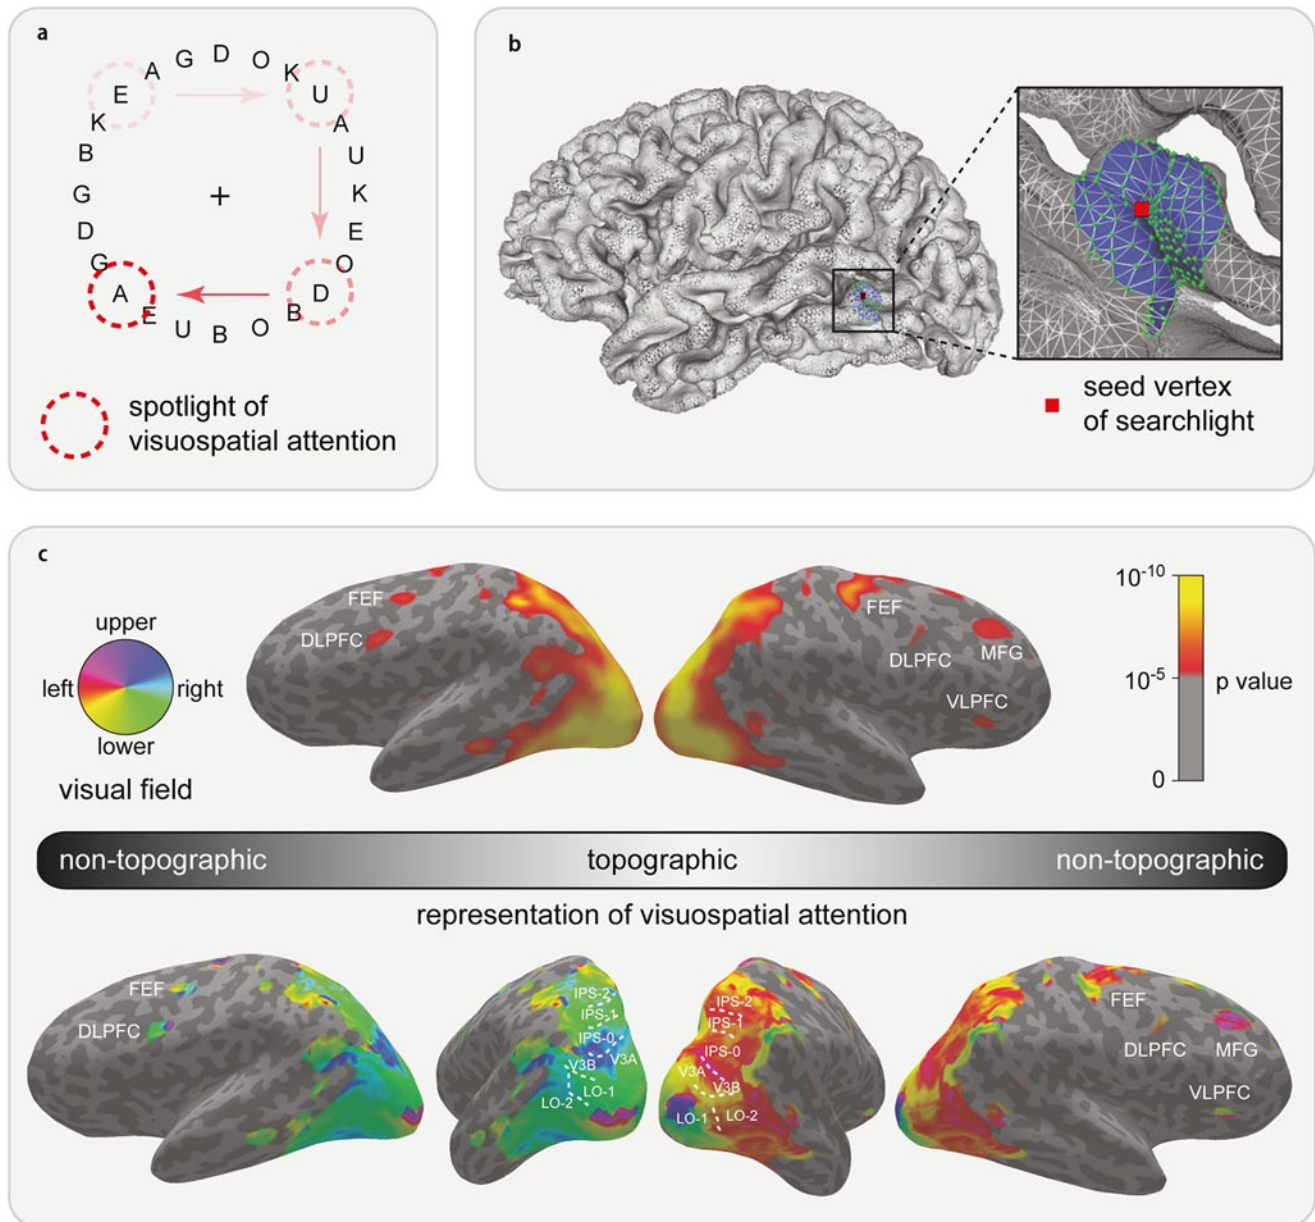 a
E
A
G
D
O
K
U
A
U
K
E
O
D
B
O
B
U
E
A
G
D
G
B
K
+
spotlight of
visuospatial attention
b
seed vertex
of searchlight
c
upper
left
right
lower
visual field
FEF
DLPFC
FEF
DLPFC
MFG
VLPFC
10-10
10-5
0
p value
non-topographic
topographic
non-topographic
representation of visuospatial attention
FEF
DLPFC
IPS-2
IPS-1
IPS-0
V3A
V3B
LO-1
LO-2
IPS-2
IPS-1
IPS-0
V3A
V3B
LO-1
LO-2
FEF
DLPFC
MFG
VLPFC